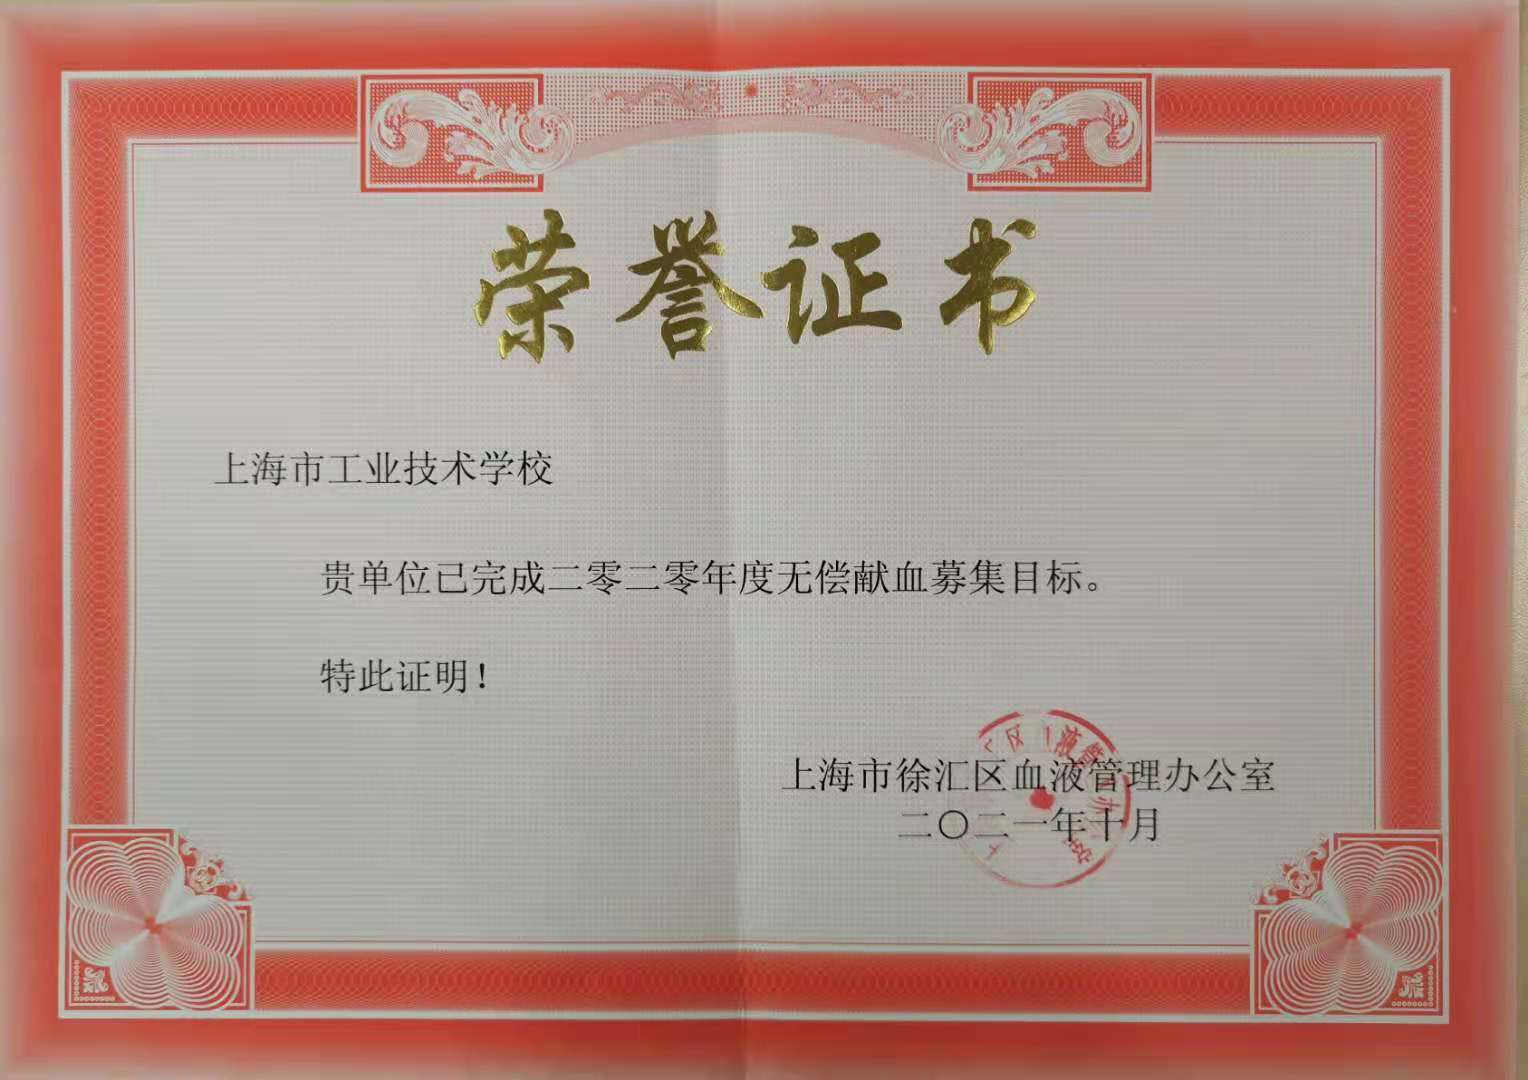 荣誉证书
上海市工业技术学校
贵单位已完成二零二零年度无偿献血募集目标。
特此证明！
上海市徐汇区血液管理办公室
二〇二一年十月